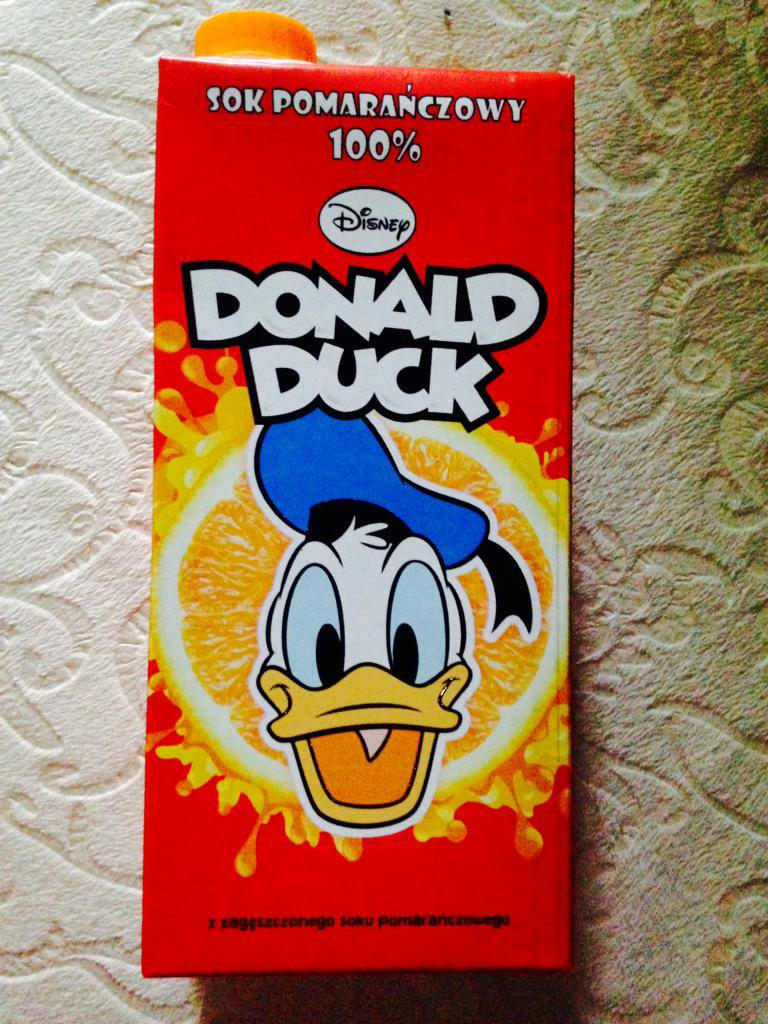 SOK POMARAŃCZOWY
100%
Disney
DONALD
DUCK
z zagęszczonego soku pomarańczowego